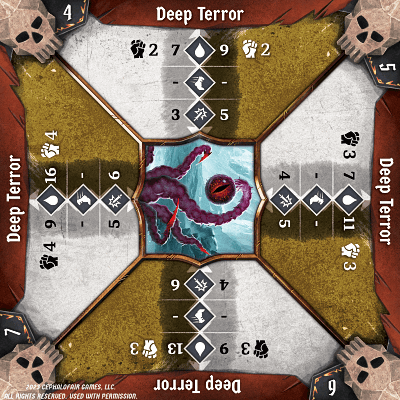 4
Deep Terror
2 7 9 2
- -
3 5
5
Deep Terror
3 7 11 3
- -
4 5
6
Deep Terror
3 9 13 3
- -
4 6
7
Deep Terror
4 9 16 4
- -
5 6
2023 CEPHALOFAIR GAMES, LLC.
ALL RIGHTS RESERVED. USED WITH PERMISSION.